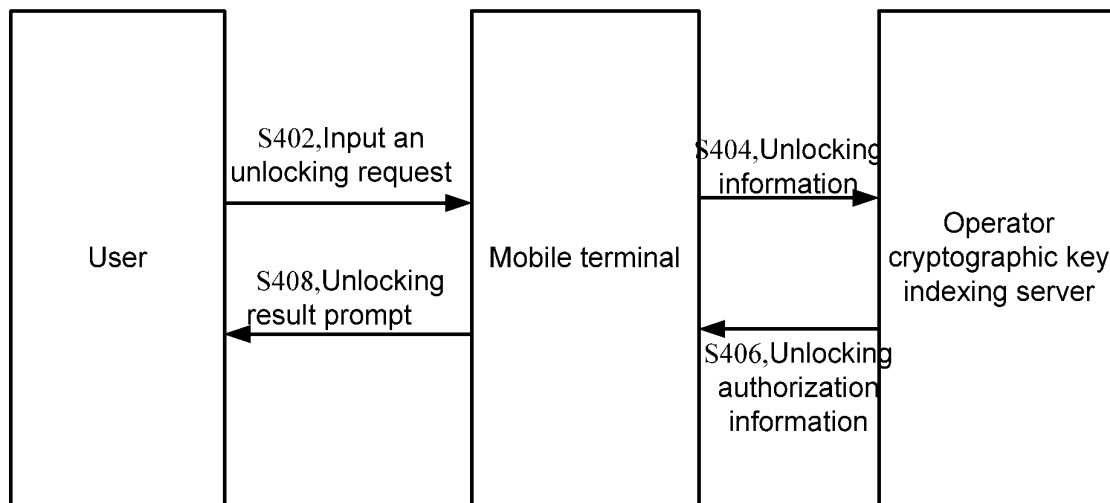 S402,Input an
unlocking request
S404,Unlocking
information
User
Mobile terminal
Operator
cryptographic key
indexing server
S408,Unlocking
result prompt
S406,Unlocking
authorization
information